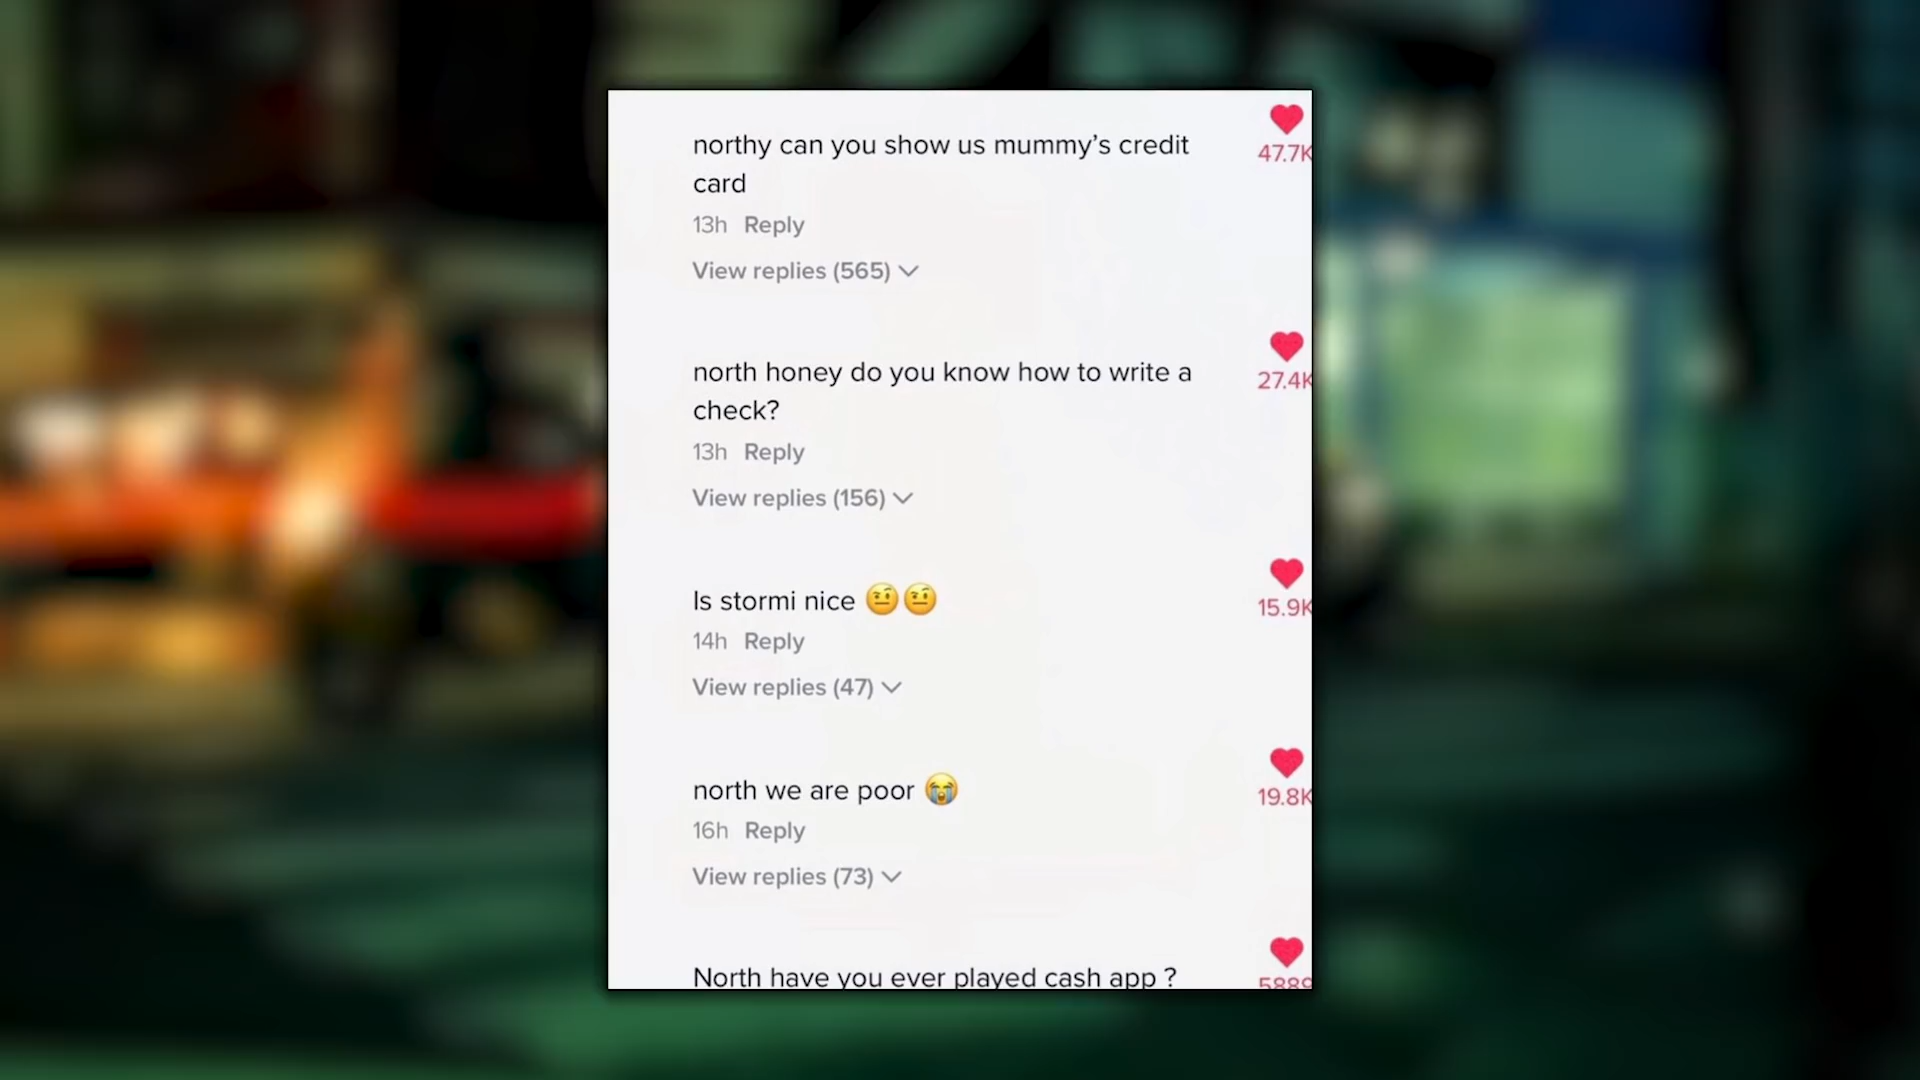 northy can you show us mummy's credit
card
47.7K
13h Reply
View replies (565)
north honey do you know how to write a
check?
27.4K
13h Reply
View replies (156)
Is stormi nice 🤨🤨
15.9K
14h Reply
View replies (47)
north we are poor 😭
19.8K
16h Reply
View replies (73)
North have you ever played cash app ?
5889